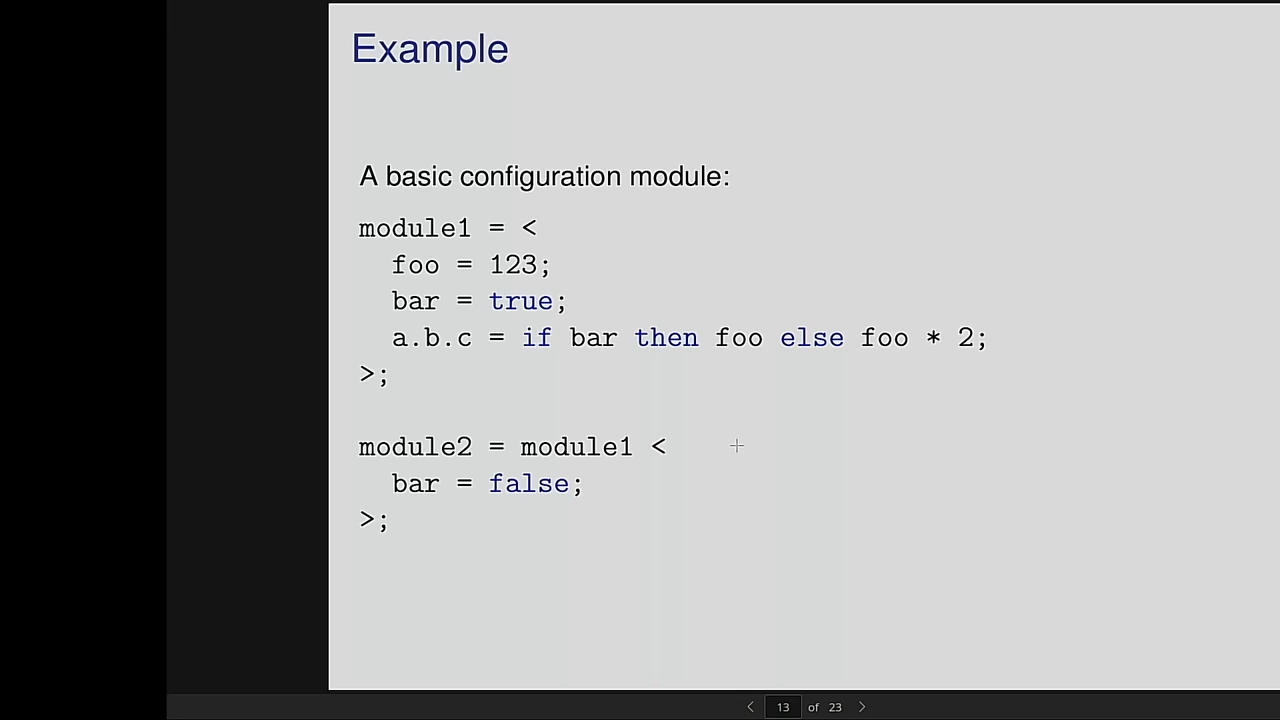 Example
A basic configuration module:
module1 = <
  foo = 123;
  bar = true;
  a.b.c = if bar then foo else foo * 2;
>;
module2 = module1 <
  bar = false;
>;
13 of 23